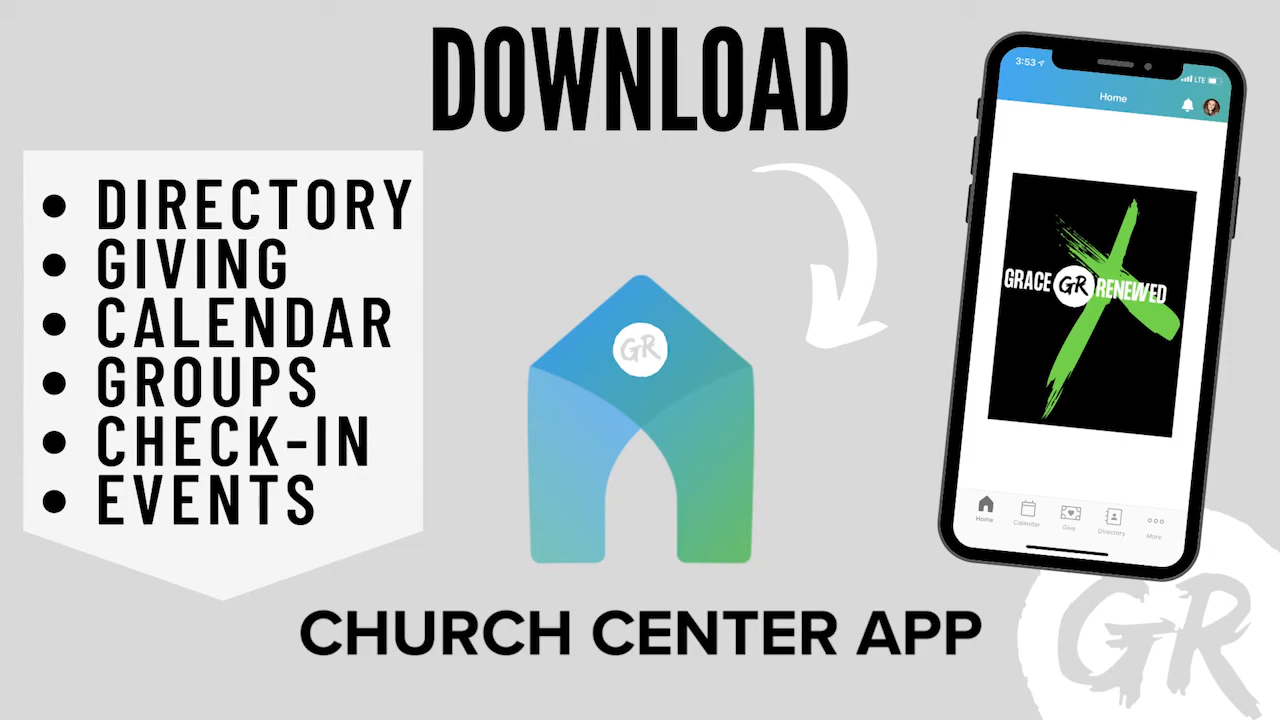 DOWNLOAD
• DIRECTORY
• GIVING
• CALENDAR
• GROUPS
• CHECK-IN
• EVENTS
GR
CHURCH CENTER APP
3:53
LTE
Home
GRACE GR RENEWED
Home
Calendar
Give
Directory
More
GR